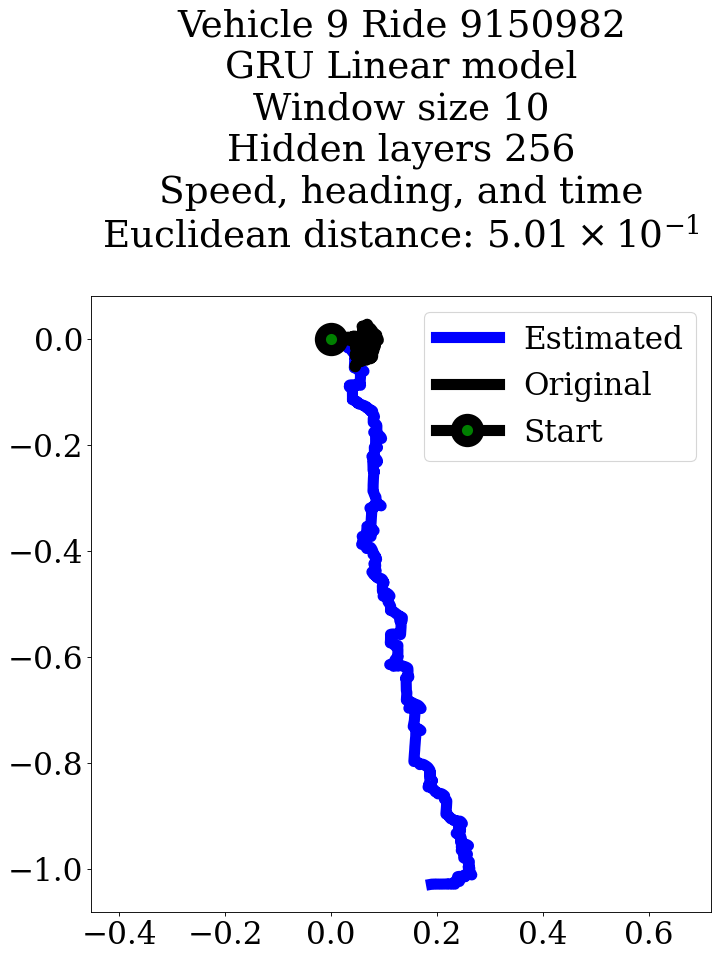 Vehicle 9 Ride 9150982
GRU Linear model
Window size 10
Hidden layers 256
Speed, heading, and time
Euclidean distance: 5.01 × 10⁻¹
Estimated
Original
Start
0.0
−0.2
−0.4
−0.6
−0.8
−1.0
−0.4 −0.2 0.0 0.2 0.4 0.6